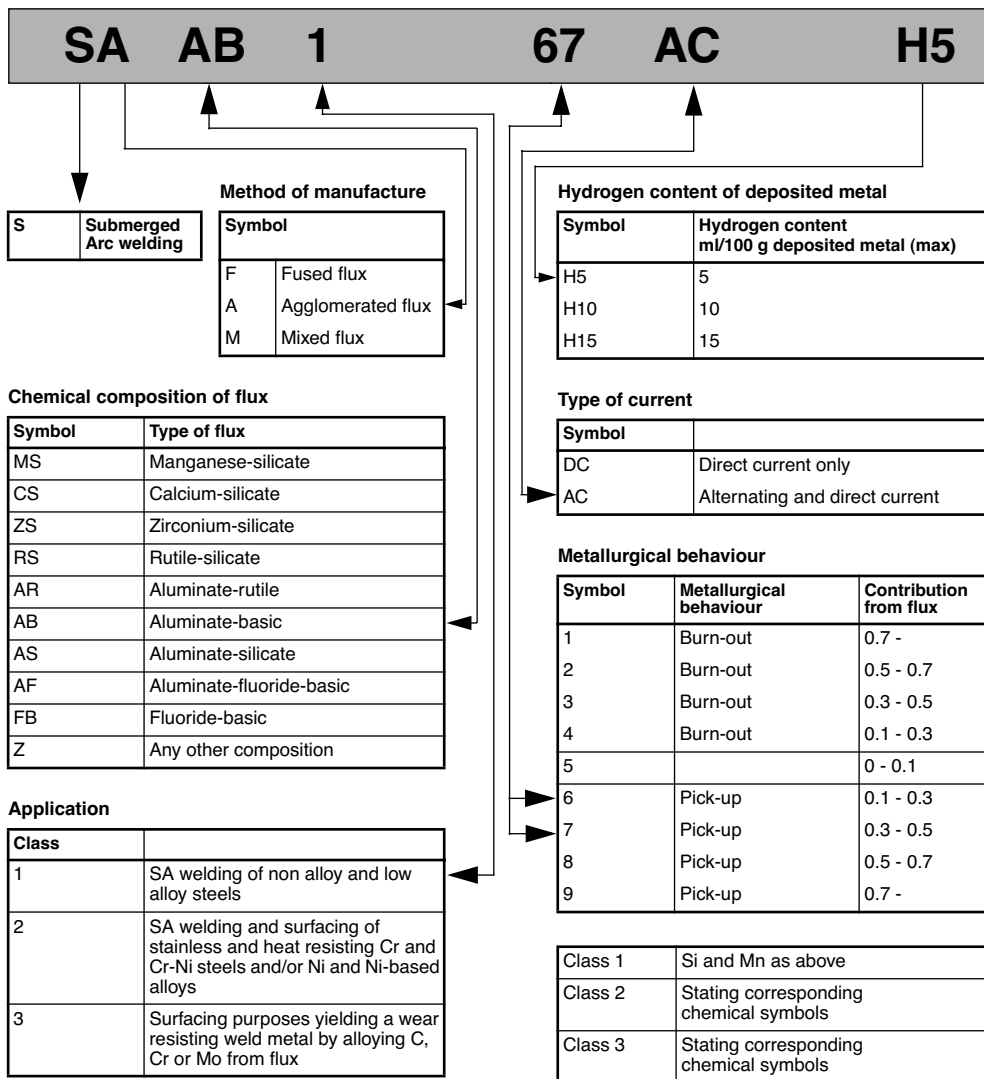 SA AB 1 67 AC H5
S Submerged
Arc welding
Method of manufacture
Symbol
F Fused flux
A Agglomerated flux
M Mixed flux
Hydrogen content of deposited metal
Symbol Hydrogen content
ml/100 g deposited metal (max)
H5 5
H10 10
H15 15
Chemical composition of flux
Symbol Type of flux
MS Manganese-silicate
CS Calcium-silicate
ZS Zirconium-silicate
RS Rutile-silicate
AR Aluminate-rutile
AB Aluminate-basic
AS Aluminate-silicate
AF Aluminate-fluoride-basic
FB Fluoride-basic
Z Any other composition
Type of current
Symbol
DC Direct current only
AC Alternating and direct current
Metallurgical behaviour
Symbol Metallurgical Contribution
behaviour from flux
1 Burn-out 0.7 -
2 Burn-out 0.5 - 0.7
3 Burn-out 0.3 - 0.5
4 Burn-out 0.1 - 0.3
5 0 - 0.1
6 Pick-up 0.1 - 0.3
7 Pick-up 0.3 - 0.5
8 Pick-up 0.5 - 0.7
9 Pick-up 0.7 -
Application
Class
1 SA welding of non alloy and low
alloy steels
2 SA welding and surfacing of
stainless and heat resisting Cr and
Cr-Ni steels and/or Ni and Ni-based
alloys
3 Surfacing purposes yielding a wear
resisting weld metal by alloying C,
Cr or Mo from flux
Class 1 Si and Mn as above
Class 2 Stating corresponding
chemical symbols
Class 3 Stating corresponding
chemical symbols